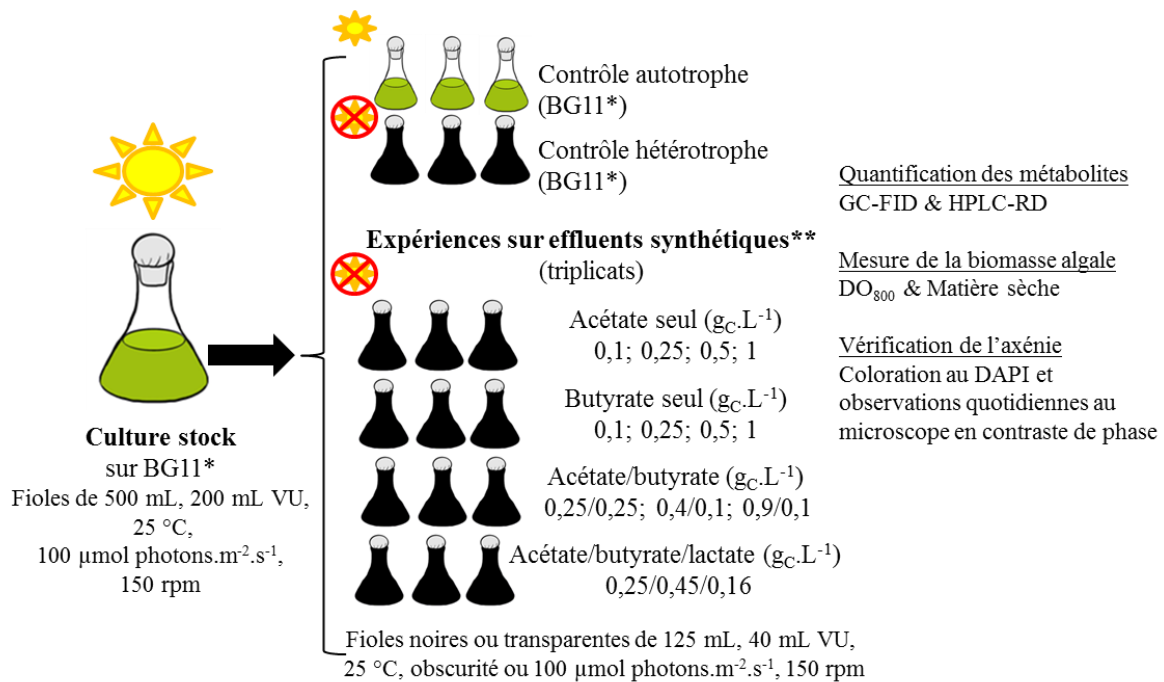 Contrôle autotrophe
(BG11*)
Contrôle hétérotrophe
(BG11*)
Expériences sur effluents synthétiques**
(triplicats)
Acétate seul (gC.L-1)
0,1; 0,25; 0,5; 1
Butyrate seul (gC.L-1)
0,1; 0,25; 0,5; 1
Acétate/butyrate (gC.L-1)
0,25/0,25; 0,4/0,1; 0,9/0,1
Acétate/butyrate/lactate (gC.L-1)
0,25/0,45/0,16
Fioles noires ou transparentes de 125 mL, 40 mL VU,
25 °C, obscurité ou 100 µmol photons.m-2.s-1, 150 rpm
Culture stock
sur BG11*
Fioles de 500 mL, 200 mL VU,
25 °C,
100 µmol photons.m-2.s-1,
150 rpm
Quantification des métabolites
GC-FID & HPLC-RD
Mesure de la biomasse algale
DO800 & Matière sèche
Vérification de l’axénie
Coloration au DAPI et
observations quotidiennes au
microscope en contraste de phase